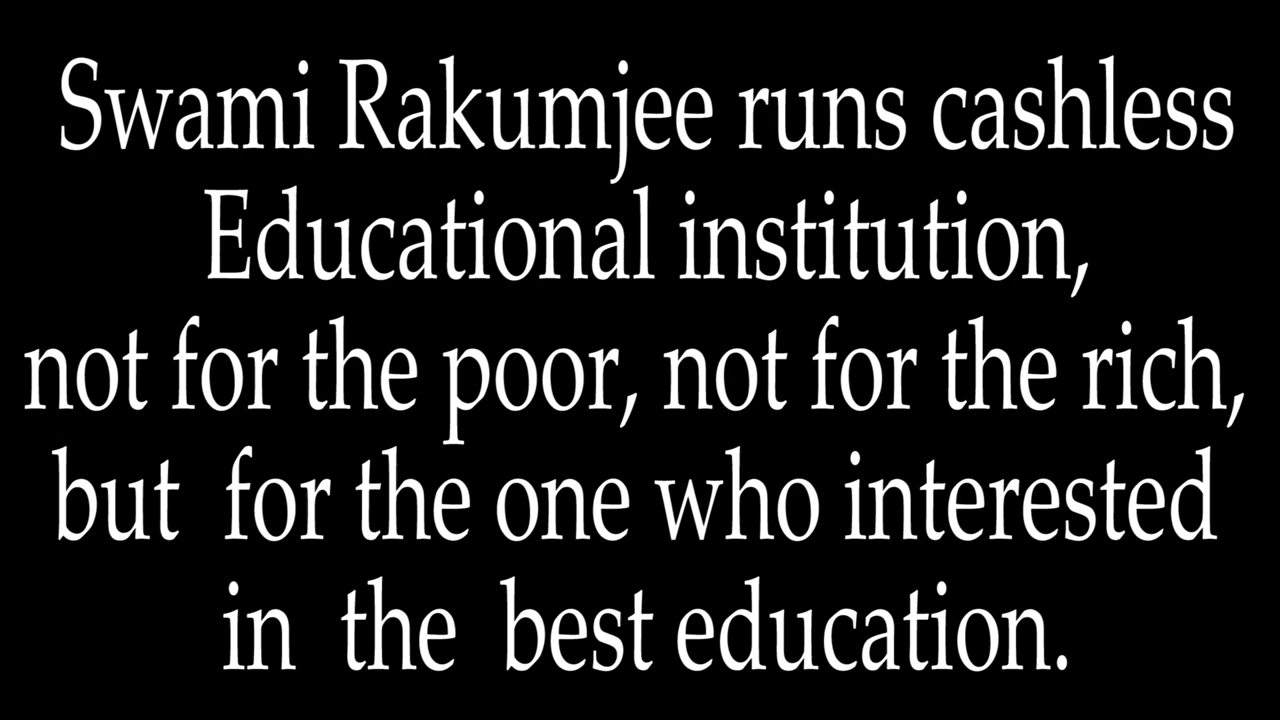 Swami Rakumjee runs cashless
Educational institution,
not for the poor, not for the rich,
but for the one who interested
in the best education.